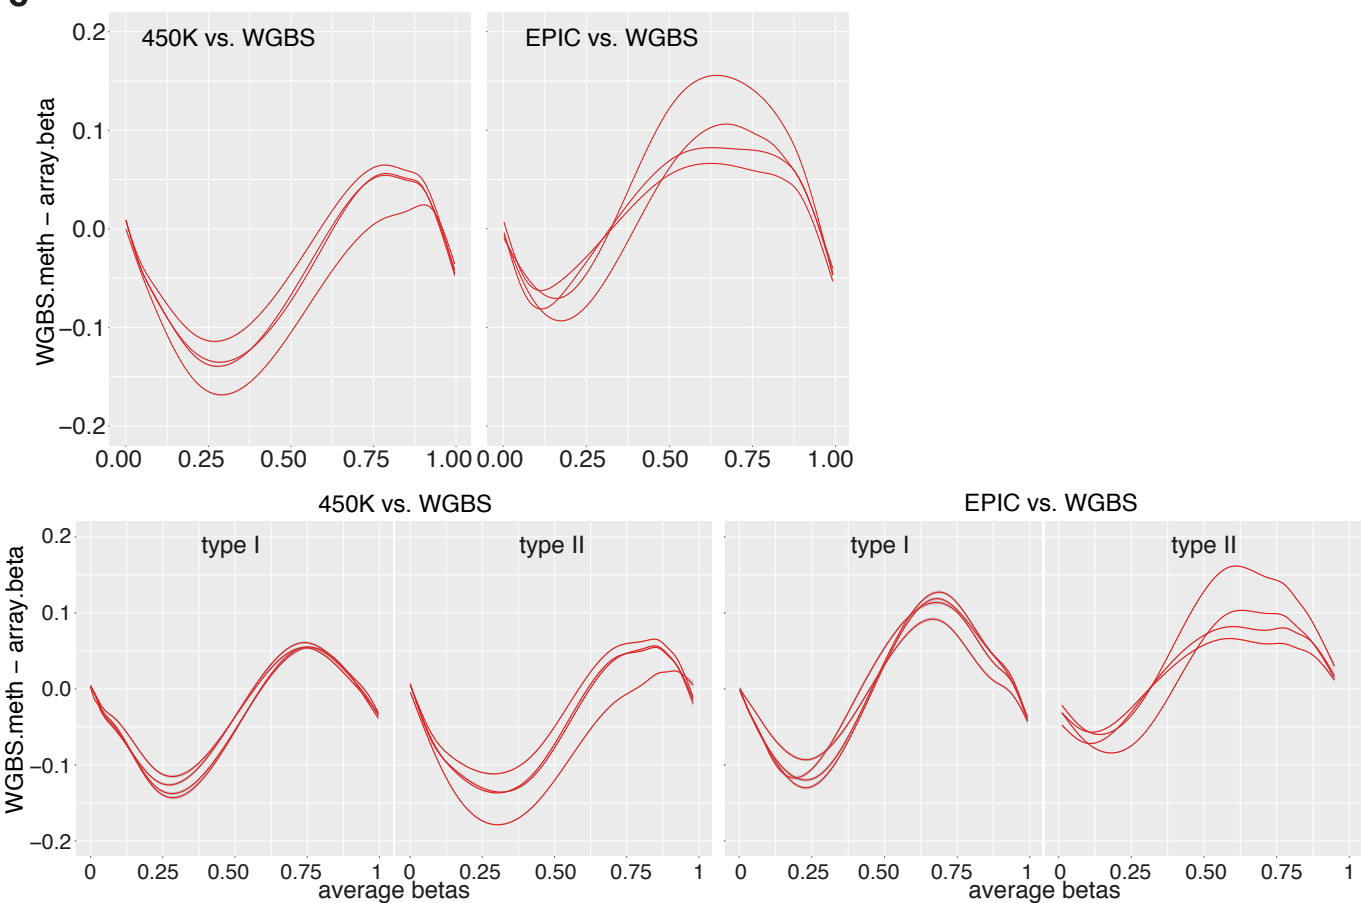 450K vs. WGBS
EPIC vs. WGBS
WGBS.meth − array.beta
0.2
0.1
0.0
−0.1
−0.2
0.00 0.25 0.50 0.75 1.00
0.00 0.25 0.50 0.75 1.00
450K vs. WGBS
EPIC vs. WGBS
type I
type II
type I
type II
WGBS.meth − array.beta
0.2
0.1
0.0
−0.1
−0.2
0 0.25 0.50 0.75 1
0 0.25 0.50 0.75 1
0 0.25 0.50 0.75 1
0 0.25 0.50 0.75 1
average betas
average betas